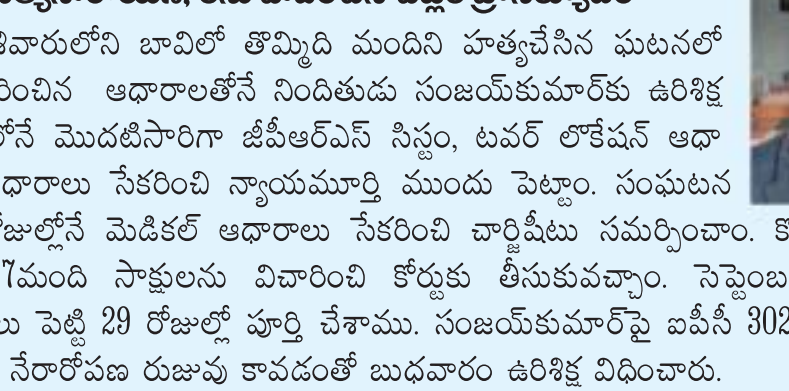 శివారులోని బావిలో తొమ్మిది మందిని హత్యచేసిన ఘటనలో
రించిన ఆధారాలతోనే నిందితుడు సంజయ్‌కుమార్‌కు ఉరిశిక్ష
లోనే మొదటిసారిగా జీపీఆర్‌ఎస్ సిస్టం, టవర్ లొకేషన్ ఆధా
ధారాలు సేకరించి న్యాయమూర్తి ముందు పెట్టాం. సంఘటన
రోజుల్లోనే మెడికల్ ఆధారాలు సేకరించి చార్జిషీటు సమర్పించాం. కో
7మంది సాక్షులను విచారించి కోర్టుకు తీసుకువచ్చాం. సెప్టెంబ
లు పెట్టి 29 రోజుల్లో పూర్తి చేశాము. సంజయ్‌కుమార్‌పై ఐపీసీ 302
నేరారోపణ రుజువు కావడంతో బుధవారం ఉరిశిక్ష విధించారు.